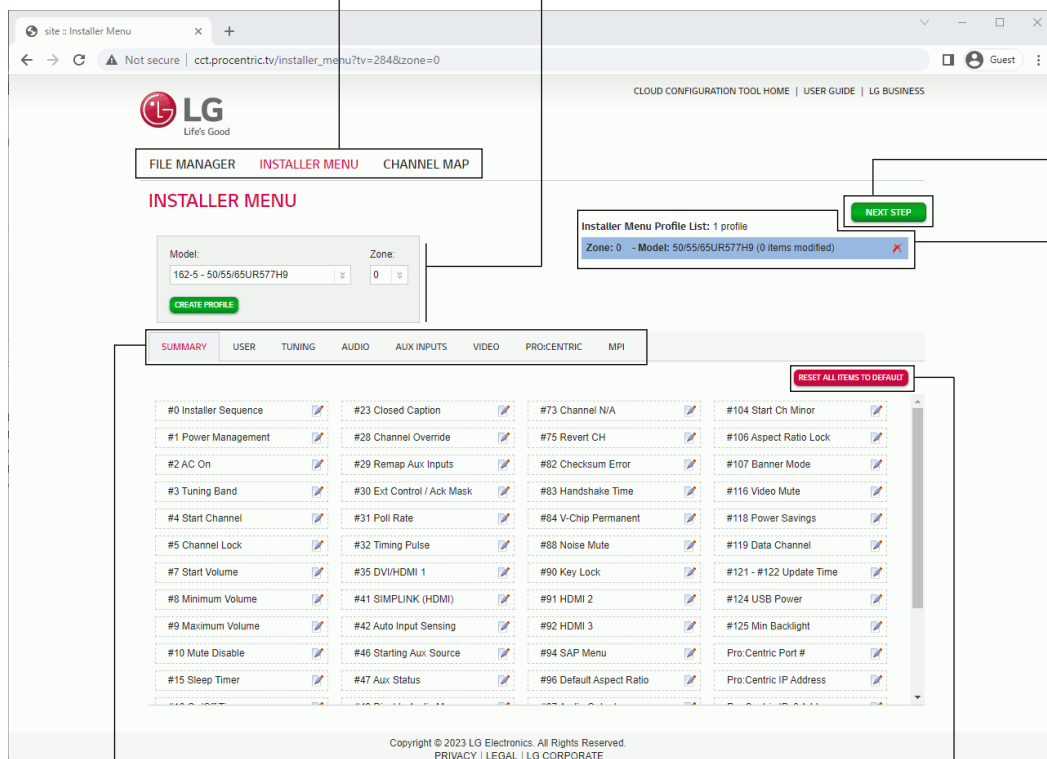 site :: Installer Menu
Not secure | cct.procentric.tv/installer_menu?tv=284&zone=0
Guest
CLOUD CONFIGURATION TOOL HOME | USER GUIDE | LG BUSINESS
LG
Life's Good
FILE MANAGER INSTALLER MENU CHANNEL MAP
INSTALLER MENU
NEXT STEP
Installer Menu Profile List: 1 profile
Zone: 0 - Model: 50/55/65UR577H9 (0 items modified)
Model: Zone:
162-5 - 50/55/65UR577H9 0
CREATE PROFILE
SUMMARY USER TUNING AUDIO AUX INPUTS VIDEO PRO:CENTRIC MPI
RESET ALL ITEMS TO DEFAULT
#0 Installer Sequence #23 Closed Caption #73 Channel N/A #104 Start Ch Minor
#1 Power Management #28 Channel Override #75 Revert CH #106 Aspect Ratio Lock
#2 AC On #29 Remap Aux Inputs #82 Checksum Error #107 Banner Mode
#3 Tuning Band #30 Ext Control / Ack Mask #83 Handshake Time #116 Video Mute
#4 Start Channel #31 Poll Rate #84 V-Chip Permanent #118 Power Savings
#5 Channel Lock #32 Timing Pulse #88 Noise Mute #119 Data Channel
#7 Start Volume #35 DVI/HDMI 1 #90 Key Lock #121 - #122 Update Time
#8 Minimum Volume #41 SIMPLINK (HDMI) #91 HDMI 2 #124 USB Power
#9 Maximum Volume #42 Auto Input Sensing #92 HDMI 3 #125 Min Backlight
#10 Mute Disable #46 Starting Aux Source #94 SAP Menu Pro:Centric Port #
#15 Sleep Timer #47 Aux Status #96 Default Aspect Ratio Pro:Centric IP Address
Copyright © 2023 LG Electronics. All Rights Reserved.
PRIVACY | LEGAL | LG CORPORATE